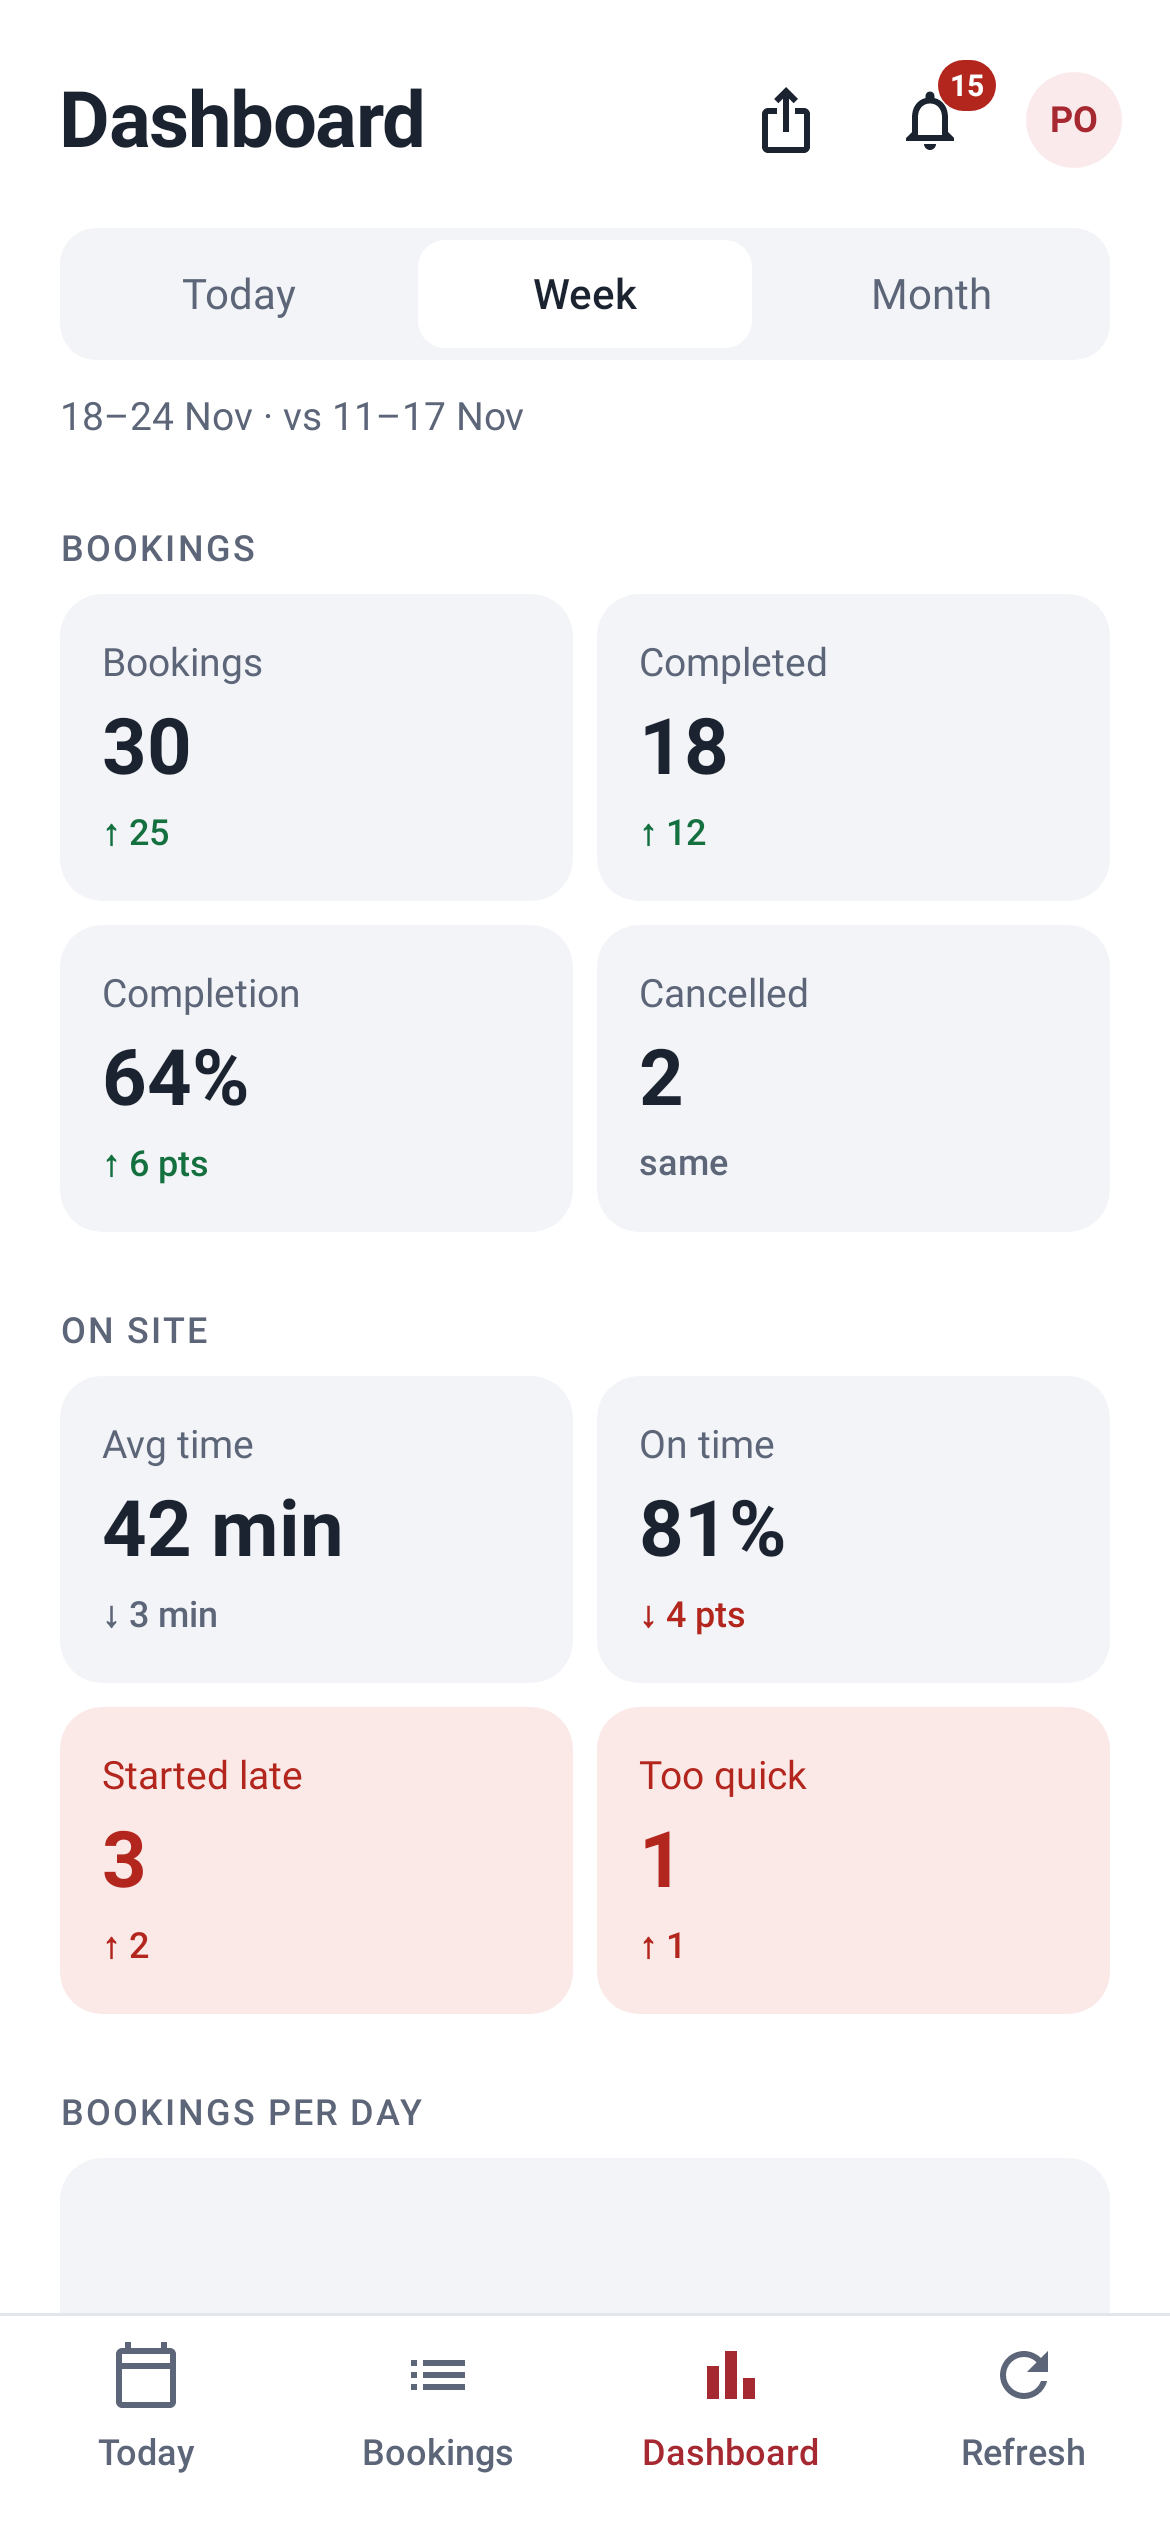 Dashboard
15
PO
Today
Week
Month
18–24 Nov · vs 11–17 Nov
BOOKINGS
Bookings
30
↑ 25
Completed
18
↑ 12
Completion
64%
↑ 6 pts
Cancelled
2
same
ON SITE
Avg time
42 min
↓ 3 min
On time
81%
↓ 4 pts
Started late
3
↑ 2
Too quick
1
↑ 1
BOOKINGS PER DAY
Today
Bookings
Dashboard
Refresh